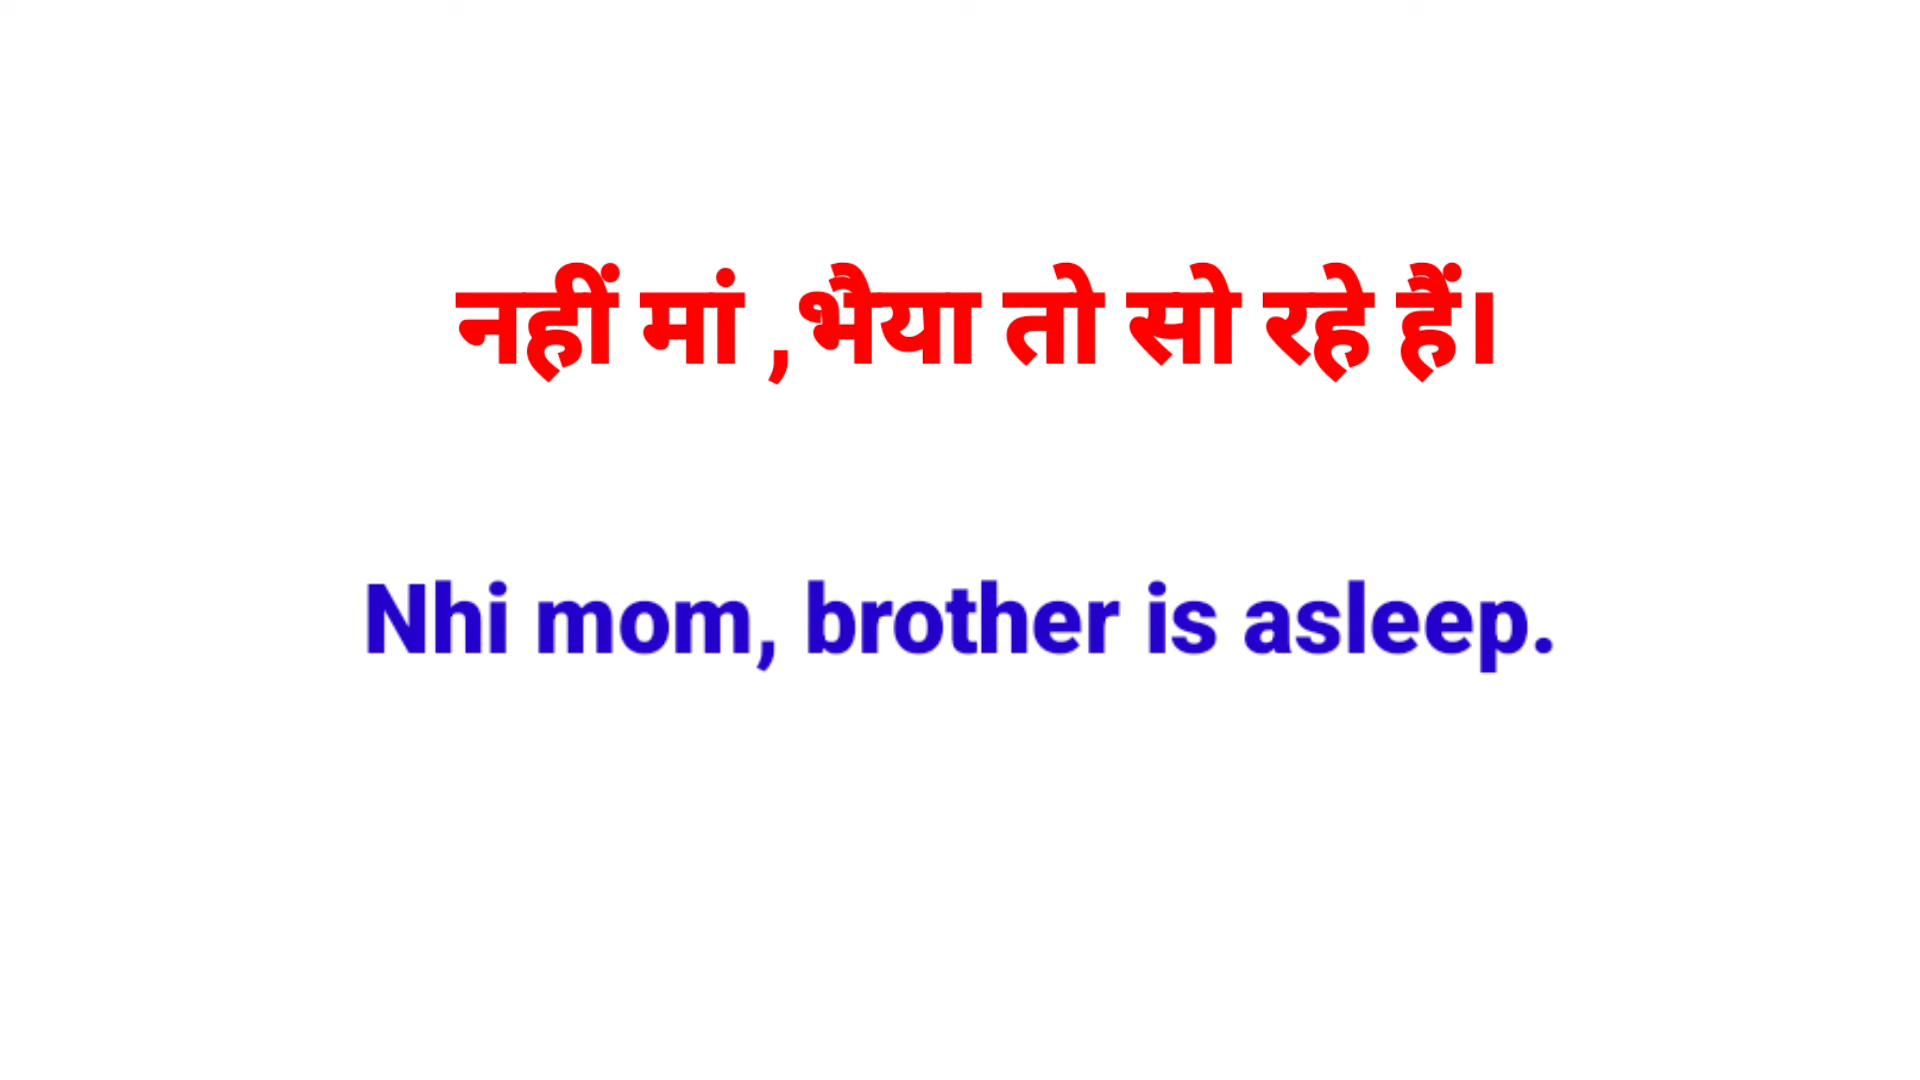 नहीं मां ,भैया तो सो रहे हैं।
Nhi mom, brother is asleep.